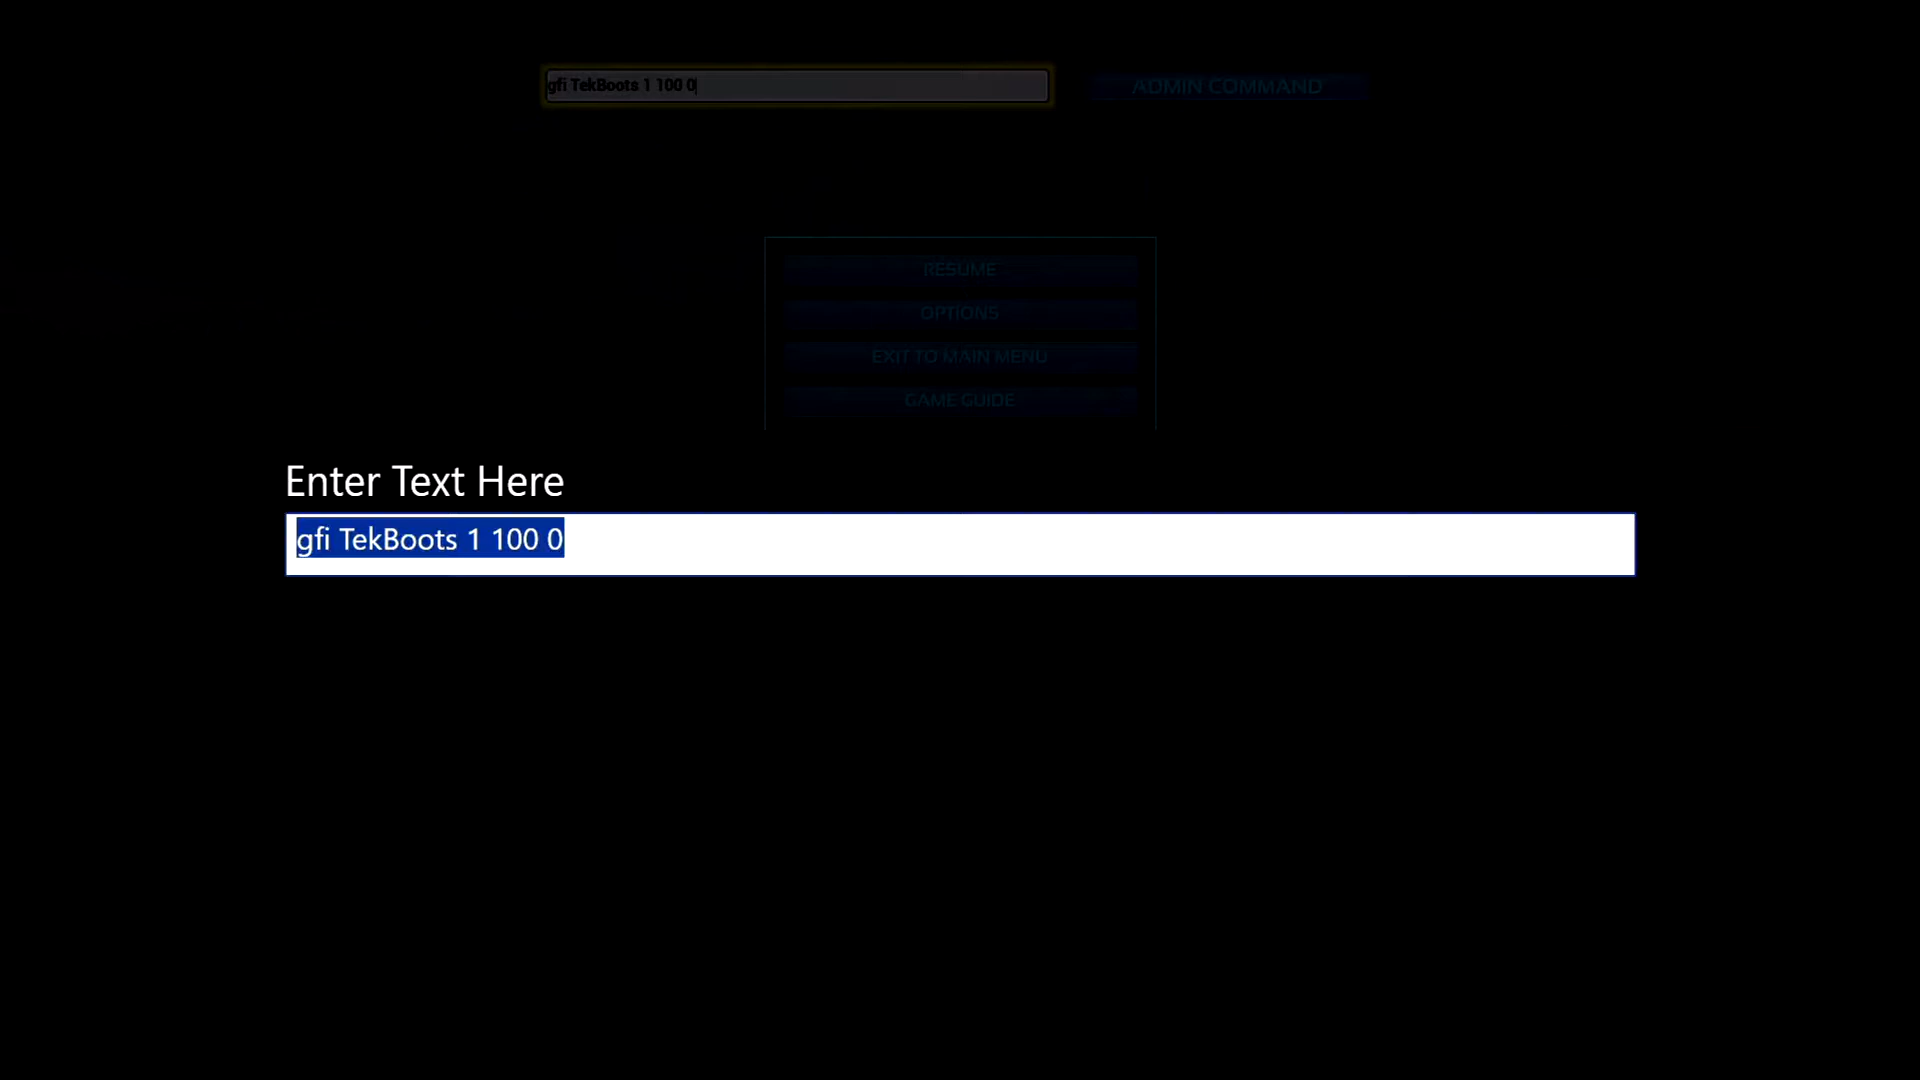 gfi TekBoots 1 100 0
ADMIN COMMAND
RESUME
OPTIONS
EXIT TO MAIN MENU
GAME GUIDE
Enter Text Here
gfi TekBoots 1 100 0